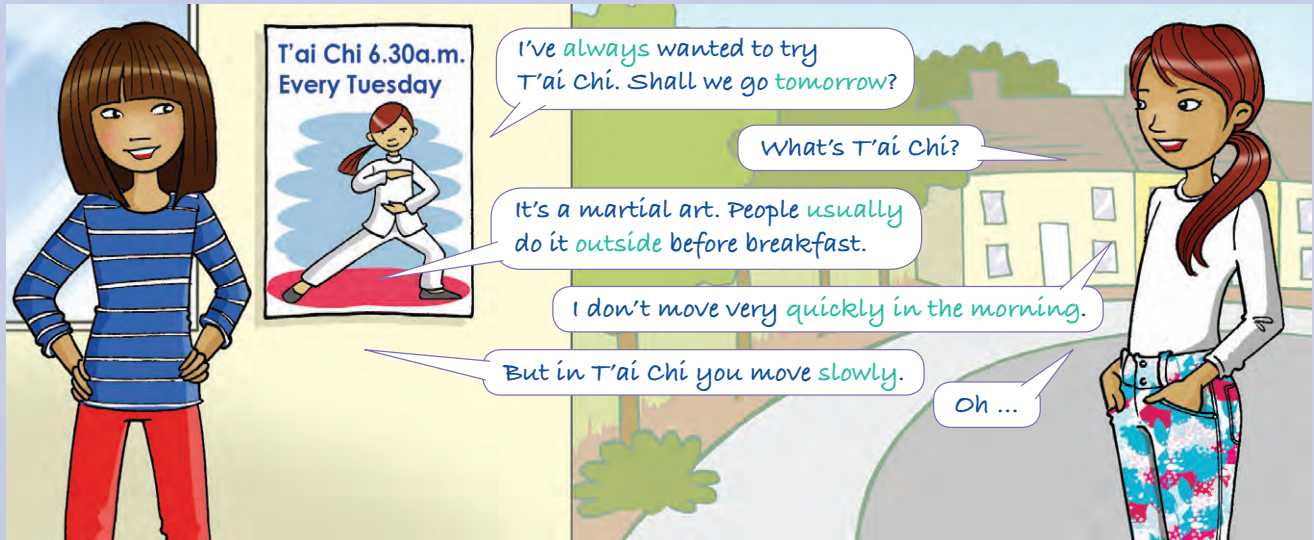 T'ai Chi 6.30a.m.
Every Tuesday
I've always wanted to try
T'ai Chi. Shall we go tomorrow?
What's T'ai Chi?
It's a martial art. People usually
do it outside before breakfast.
I don't move very quickly in the morning.
But in T'ai Chi you move slowly.
Oh ...